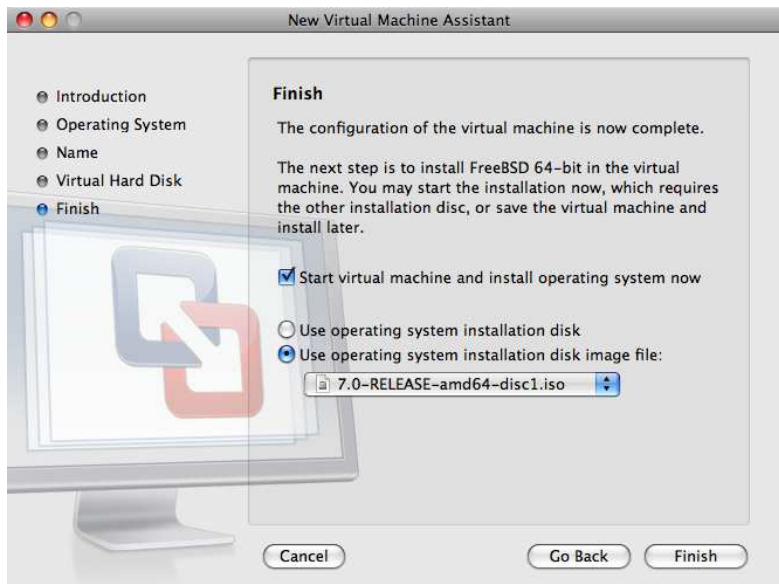 New Virtual Machine Assistant
Introduction
Operating System
Name
Virtual Hard Disk
Finish
Finish
The configuration of the virtual machine is now complete.
The next step is to install FreeBSD 64-bit in the virtual
machine. You may start the installation now, which requires
the other installation disc, or save the virtual machine and
install later.
Start virtual machine and install operating system now
Use operating system installation disk
Use operating system installation disk image file:
7.0-RELEASE-amd64-disc1.iso
Cancel
Go Back
Finish